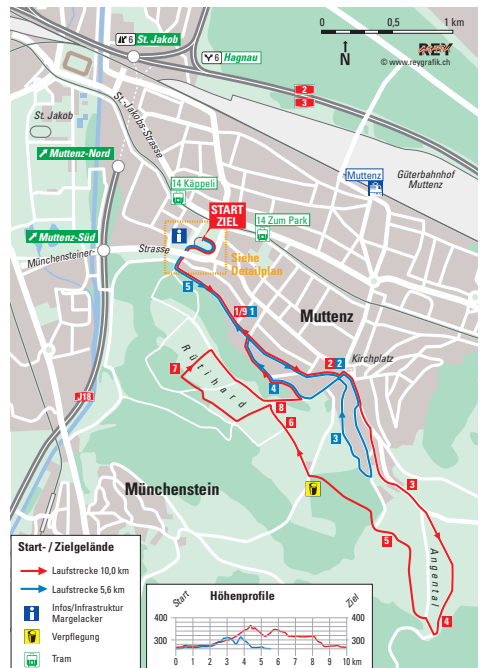 6 St. Jakob
6 Hagnau
0 0,5 1 km
N
REY
GRAFIK
© www.reygrafik.ch
2
3
St. Jakob
St.-Jakobs-Strasse
Muttenz-Nord
Muttenz
Güterbahnhof
Muttenz
14 Käppeli
START
ZIEL
14 Zum Park
Muttenz-Süd
Münchensteiner-
Strasse
Siehe
Detailplan
5
1/9 1
Muttenz
Kirchplatz
2 2
7
Rütihard
4
8
6
3
3
J18
Münchenstein
5
Angental
4
Start- / Zielgelände
Laufstrecke 10,0 km
Laufstrecke 5,6 km
Infos/Infrastruktur
Margelacker
Verpflegung
Tram
Start Höhenprofile Ziel
400 400
300 300
0 1 2 3 4 5 6 7 8 9 10 km